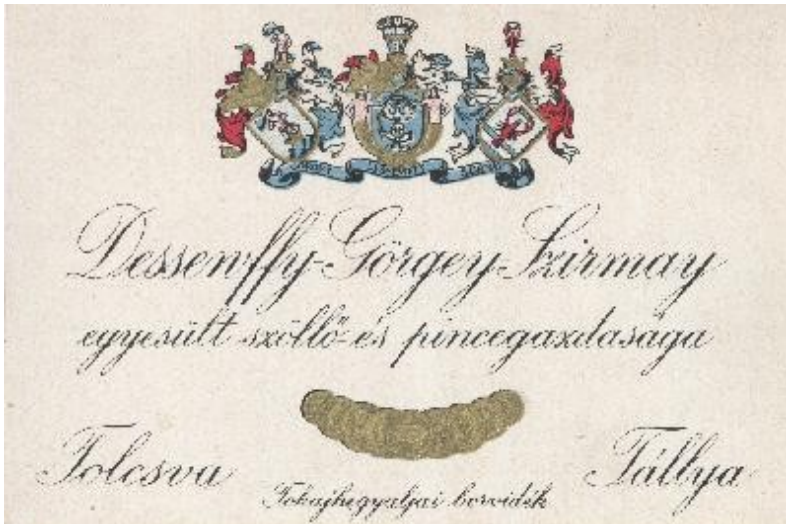 Dessewffy-Görgey-Szirmay
egyesült szőllő-és pincegazdasága
Tolcsva
Tállya
Tokajhegyaljai borvidék